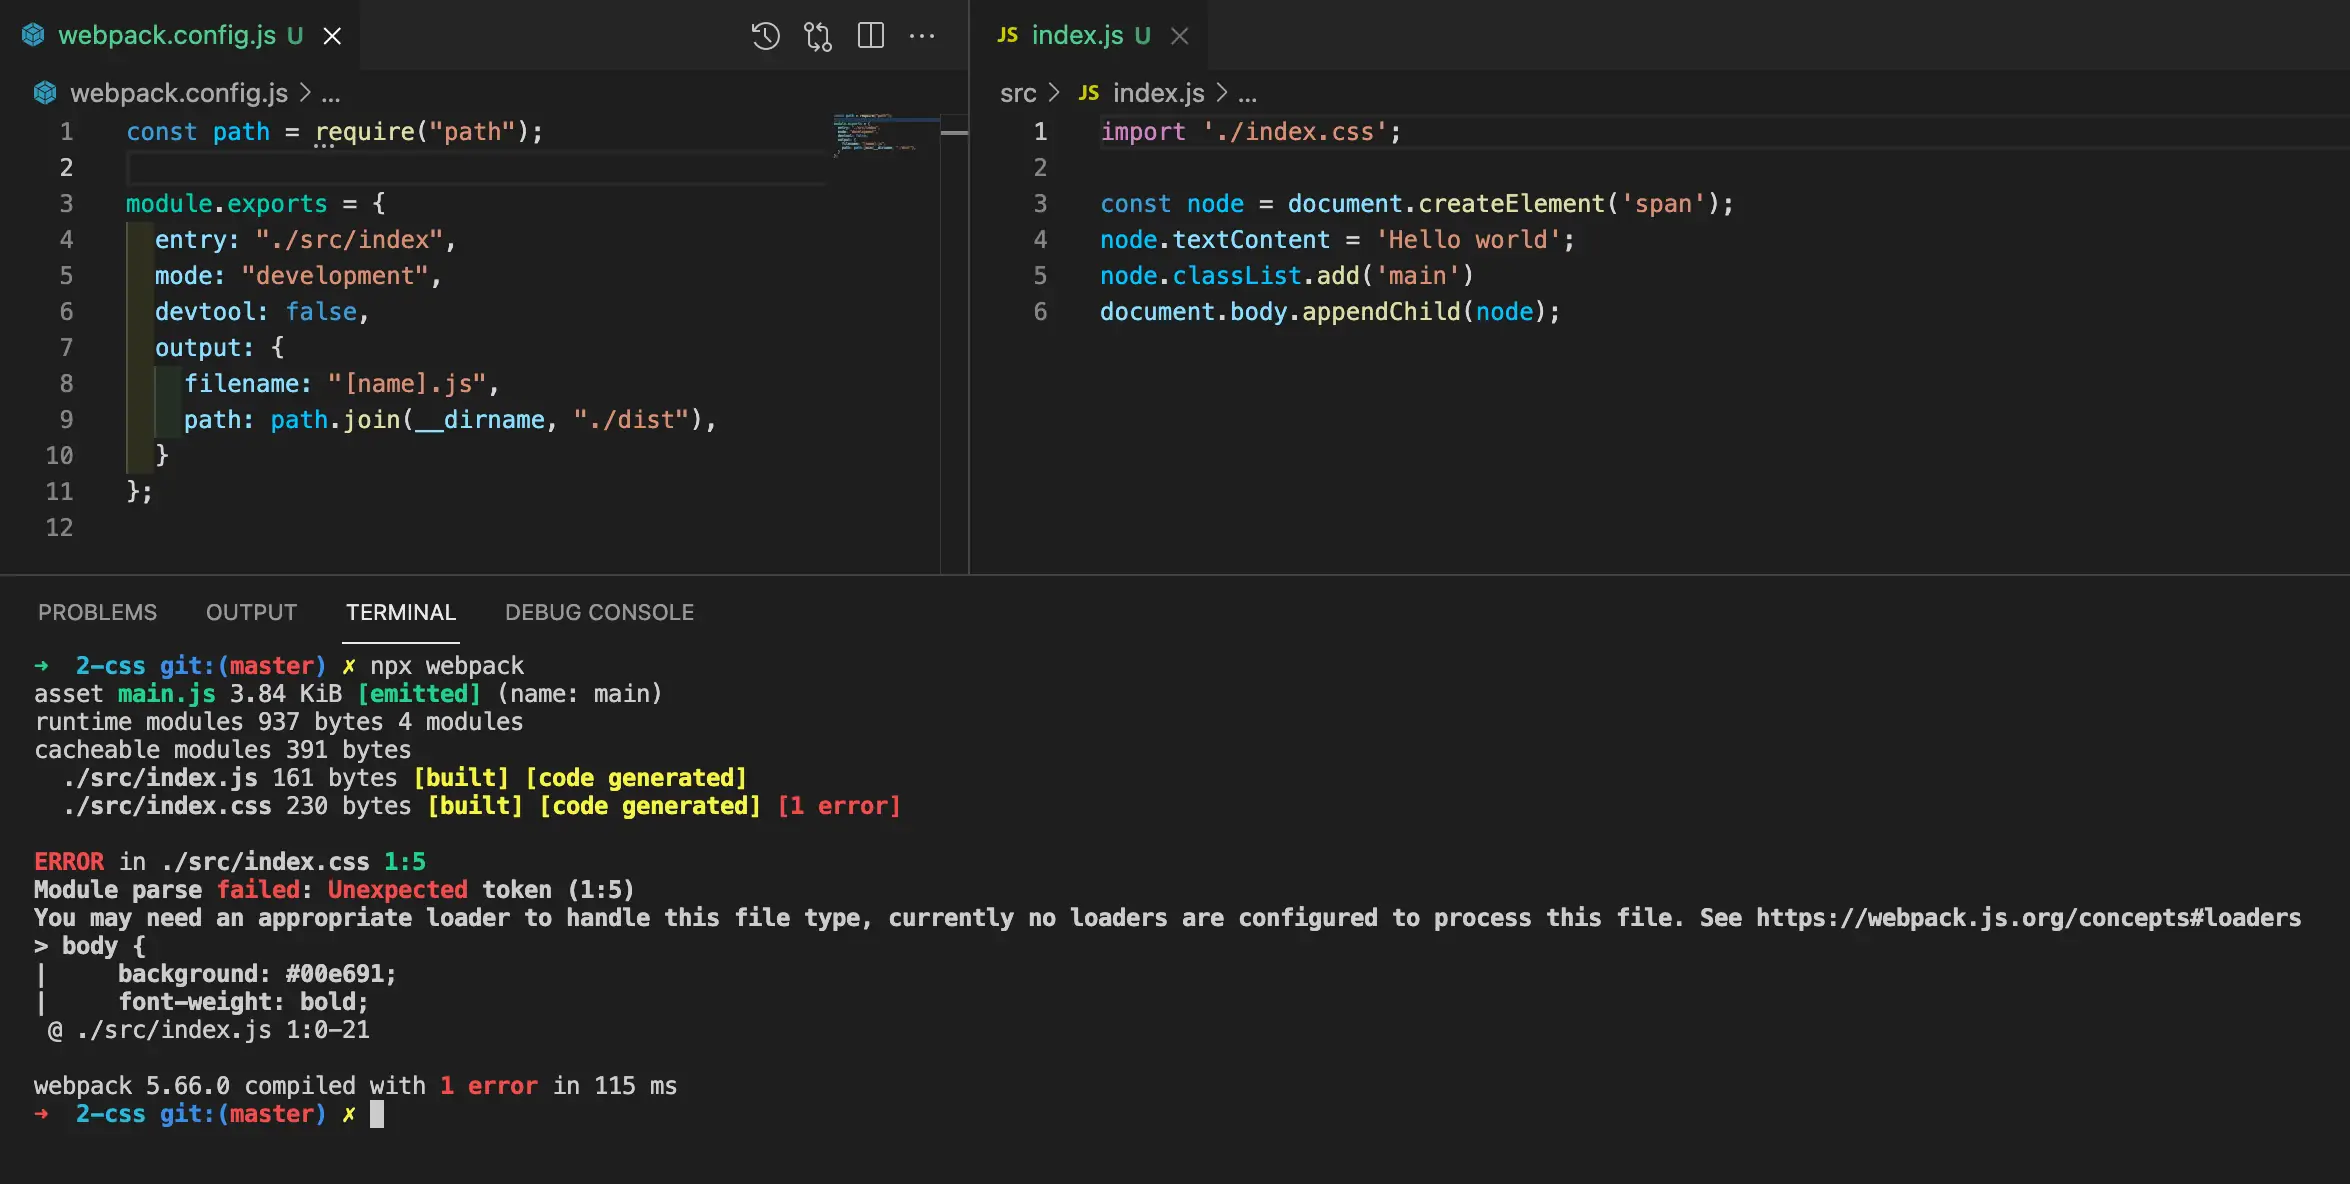 webpack.config.js U
webpack.config.js > ...
1 const path = require("path");
2
3 module.exports = {
4   entry: "./src/index",
5   mode: "development",
6   devtool: false,
7   output: {
8     filename: "[name].js",
9     path: path.join(__dirname, "./dist"),
10   }
11 };
12
JS index.js U
src > JS index.js > ...
1 import './index.css';
2
3 const node = document.createElement('span');
4 node.textContent = 'Hello world';
5 node.classList.add('main')
6 document.body.appendChild(node);
PROBLEMS OUTPUT TERMINAL DEBUG CONSOLE
➜ 2-css git:(master) ✗ npx webpack
asset main.js 3.84 KiB [emitted] (name: main)
runtime modules 937 bytes 4 modules
cacheable modules 391 bytes
  ./src/index.js 161 bytes [built] [code generated]
  ./src/index.css 230 bytes [built] [code generated] [1 error]
ERROR in ./src/index.css 1:5
Module parse failed: Unexpected token (1:5)
You may need an appropriate loader to handle this file type, currently no loaders are configured to process this file. See https://webpack.js.org/concepts#loaders
> body {
|     background: #00e691;
|     font-weight: bold;
 @ ./src/index.js 1:0-21
webpack 5.66.0 compiled with 1 error in 115 ms
➜ 2-css git:(master) ✗